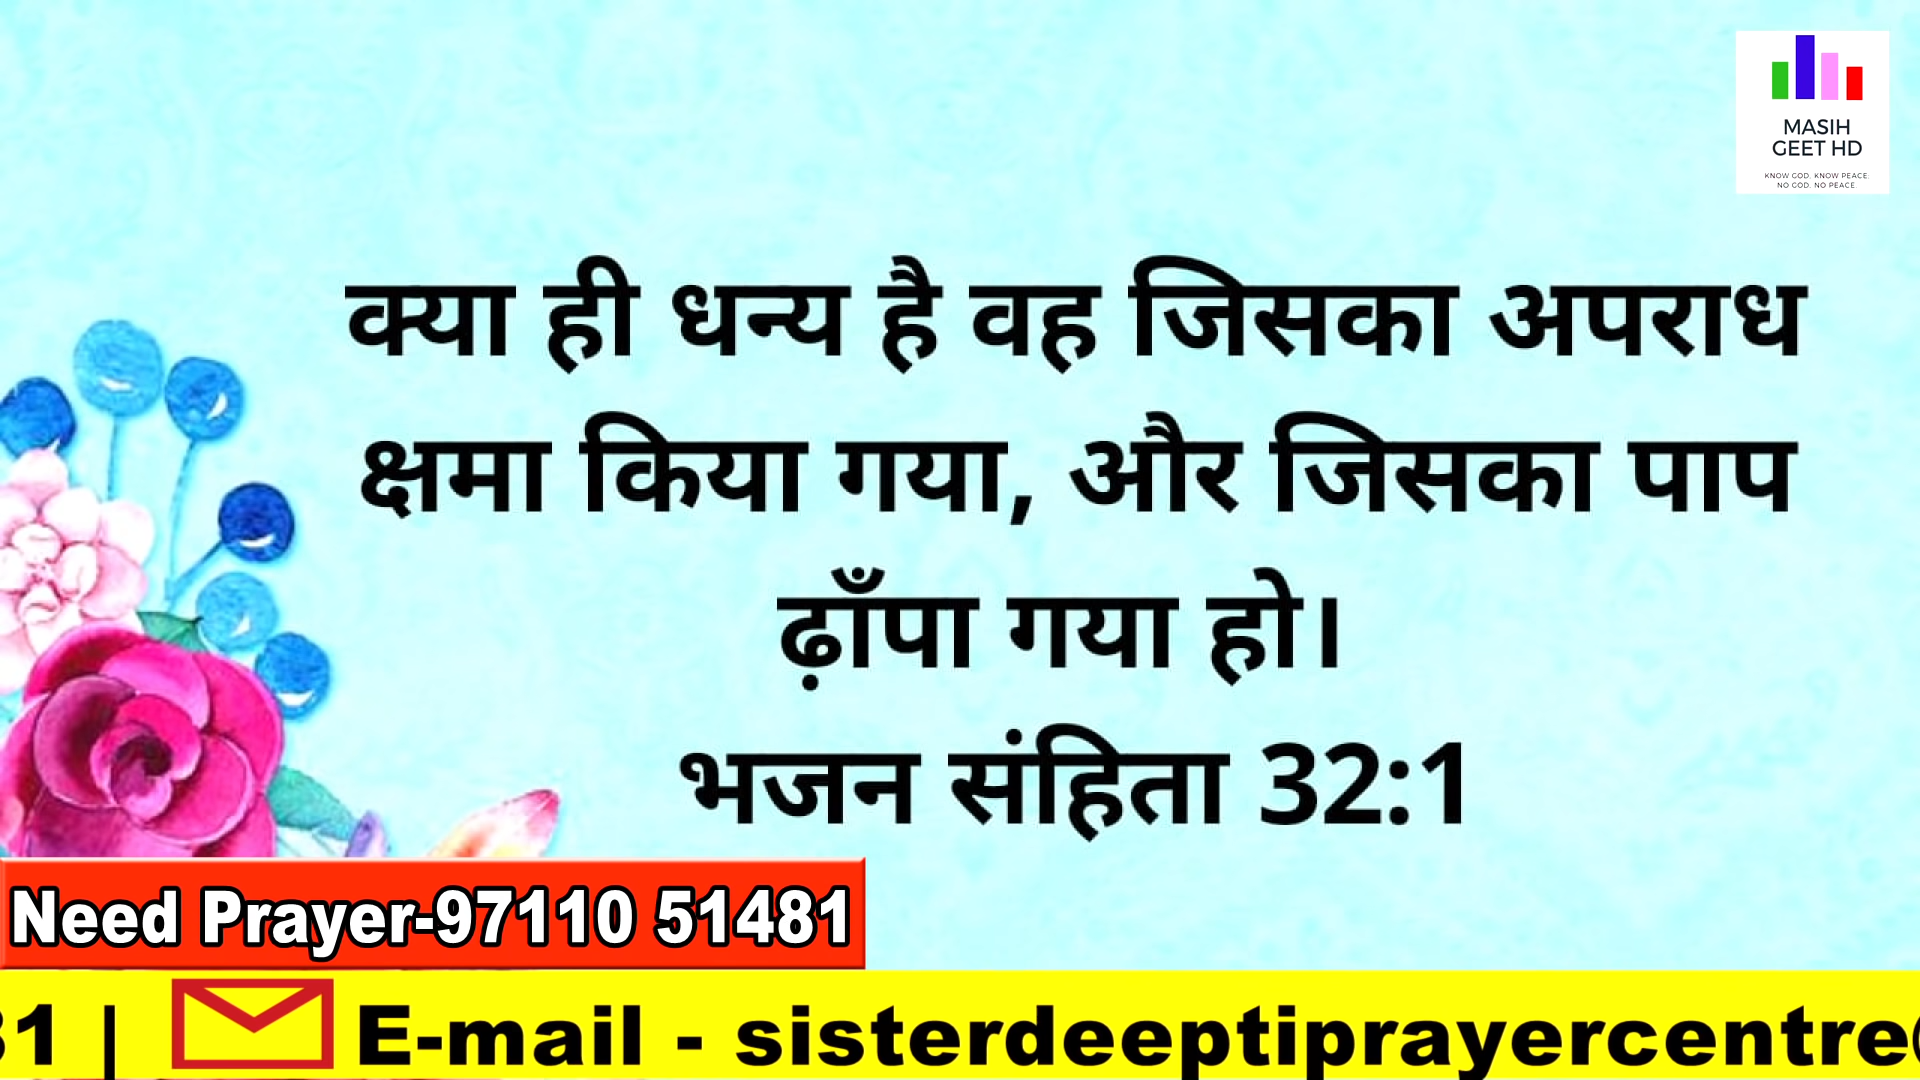 MASIH
GEET HD
KNOW GOD. KNOW PEACE.
NO GOD. NO PEACE.
क्या ही धन्य है वह जिसका अपराध
क्षमा किया गया, और जिसका पाप
ढ़ाँपा गया हो।
भजन संहिता 32:1
Need Prayer-97110 51481
31 | E-mail - sisterdeeptiprayercentre@